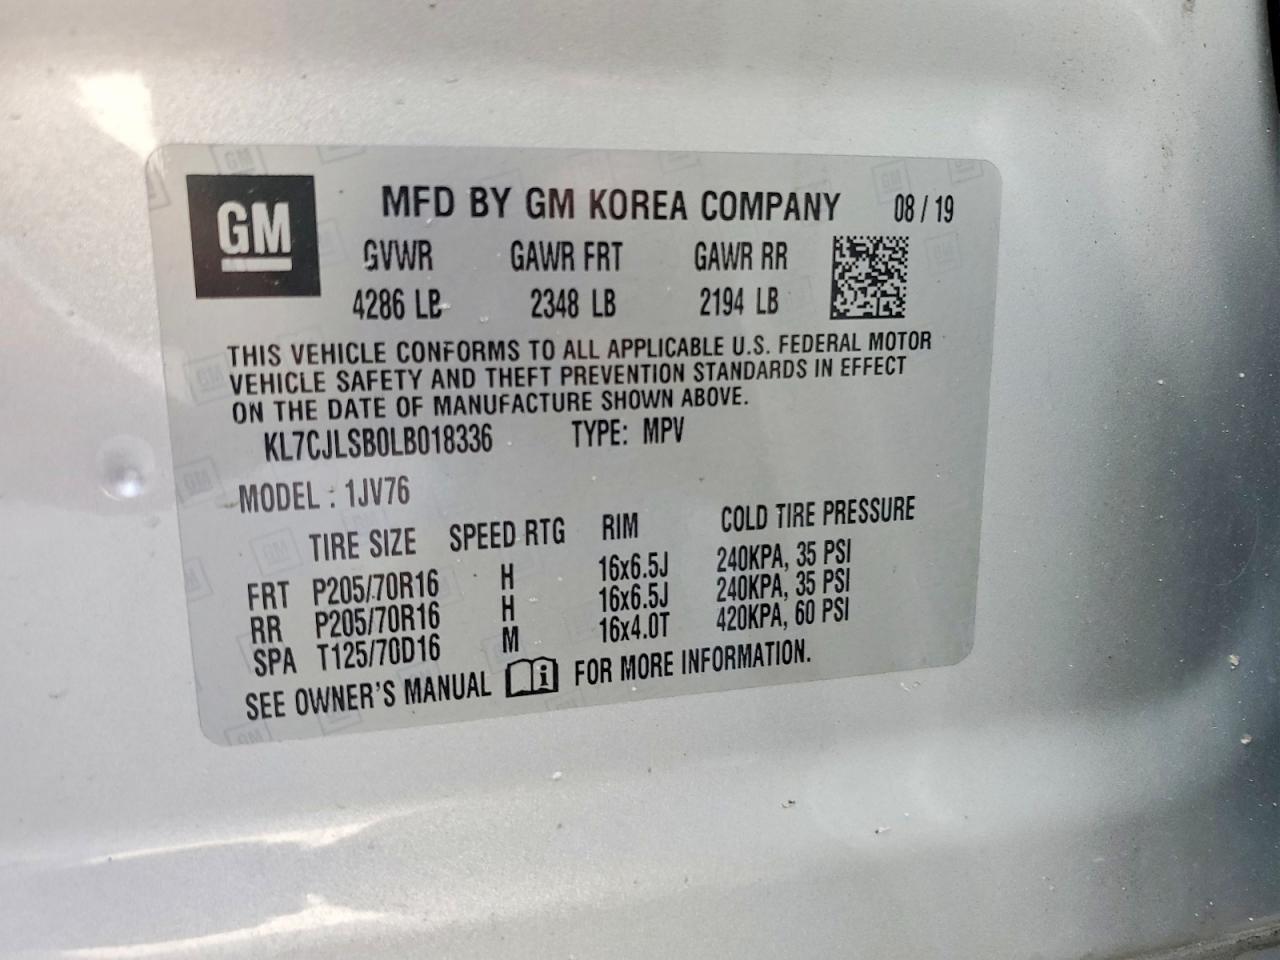 GM
MFD BY GM KOREA COMPANY 08 / 19
GVWR GAWR FRT GAWR RR
4286 LB 2348 LB 2194 LB
THIS VEHICLE CONFORMS TO ALL APPLICABLE U.S. FEDERAL MOTOR
VEHICLE SAFETY AND THEFT PREVENTION STANDARDS IN EFFECT
ON THE DATE OF MANUFACTURE SHOWN ABOVE.
KL7CJLSB0LB018336 TYPE: MPV
MODEL : 1JV76
TIRE SIZE SPEED RTG RIM COLD TIRE PRESSURE
FRT P205/70R16 H 16x6.5J 240KPA, 35 PSI
RR P205/70R16 H 16x6.5J 240KPA, 35 PSI
SPA T125/70D16 M 16x4.0T 420KPA, 60 PSI
SEE OWNER'S MANUAL FOR MORE INFORMATION.